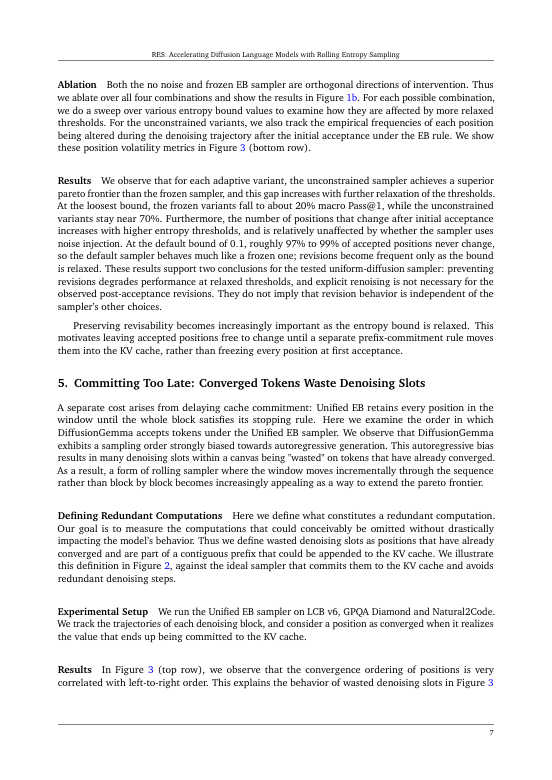 RES: Accelerating Diffusion Language Models with Rolling Entropy Sampling
Ablation Both the no noise and frozen EB sampler are orthogonal directions of intervention. Thus
we ablate over all four combinations and show the results in Figure 1b. For each possible combination,
we do a sweep over various entropy bound values to examine how they are affected by more relaxed
thresholds. For the unconstrained variants, we also track the empirical frequencies of each position
being altered during the denoising trajectory after the initial acceptance under the EB rule. We show
these position volatility metrics in Figure 3 (bottom row).
Results We observe that for each adaptive variant, the unconstrained sampler achieves a superior
pareto frontier than the frozen sampler, and this gap increases with further relaxation of the thresholds.
At the loosest bound, the frozen variants fall to about 20% macro Pass@1, while the unconstrained
variants stay near 70%. Furthermore, the number of positions that change after initial acceptance
increases with higher entropy thresholds, and is relatively unaffected by whether the sampler uses
noise injection. At the default bound of 0.1, roughly 97% to 99% of accepted positions never change,
so the default sampler behaves much like a frozen one; revisions become frequent only as the bound
is relaxed. These results support two conclusions for the tested uniform-diffusion sampler: preventing
revisions degrades performance at relaxed thresholds, and explicit renoising is not necessary for the
observed post-acceptance revisions. They do not imply that revision behavior is independent of the
sampler's other choices.
Preserving revisability becomes increasingly important as the entropy bound is relaxed. This
motivates leaving accepted positions free to change until a separate prefix-commitment rule moves
them into the KV cache, rather than freezing every position at first acceptance.
5. Committing Too Late: Converged Tokens Waste Denoising Slots
A separate cost arises from delaying cache commitment: Unified EB retains every position in the
window until the whole block satisfies its stopping rule. Here we examine the order in which
DiffusionGemma accepts tokens under the Unified EB sampler. We observe that DiffusionGemma
exhibits a sampling order strongly biased towards autoregressive generation. This autoregressive bias
results in many denoising slots within a canvas being "wasted" on tokens that have already converged.
As a result, a form of rolling sampler where the window moves incrementally through the sequence
rather than block by block becomes increasingly appealing as a way to extend the pareto frontier.
Defining Redundant Computations Here we define what constitutes a redundant computation.
Our goal is to measure the computations that could conceivably be omitted without drastically
impacting the model's behavior. Thus we define wasted denoising slots as positions that have already
converged and are part of a contiguous prefix that could be appended to the KV cache. We illustrate
this definition in Figure 2, against the ideal sampler that commits them to the KV cache and avoids
redundant denoising steps.
Experimental Setup We run the Unified EB sampler on LCB v6, GPQA Diamond and Natural2Code.
We track the trajectories of each denoising block, and consider a position as converged when it realizes
the value that ends up being committed to the KV cache.
Results In Figure 3 (top row), we observe that the convergence ordering of positions is very
correlated with left-to-right order. This explains the behavior of wasted denoising slots in Figure 3
7